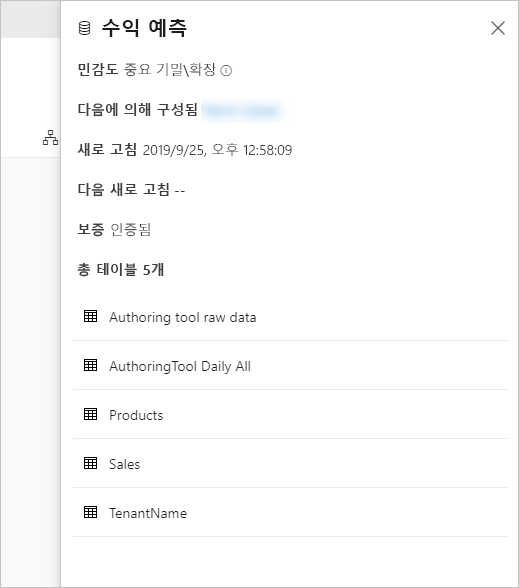 수익 예측
민감도 중요 기밀\확장
다음에 의해 구성됨
새로 고침 2019/9/25, 오후 12:58:09
다음 새로 고침 --
보증 인증됨
총 테이블 5개
Authoring tool raw data
AuthoringTool Daily All
Products
Sales
TenantName